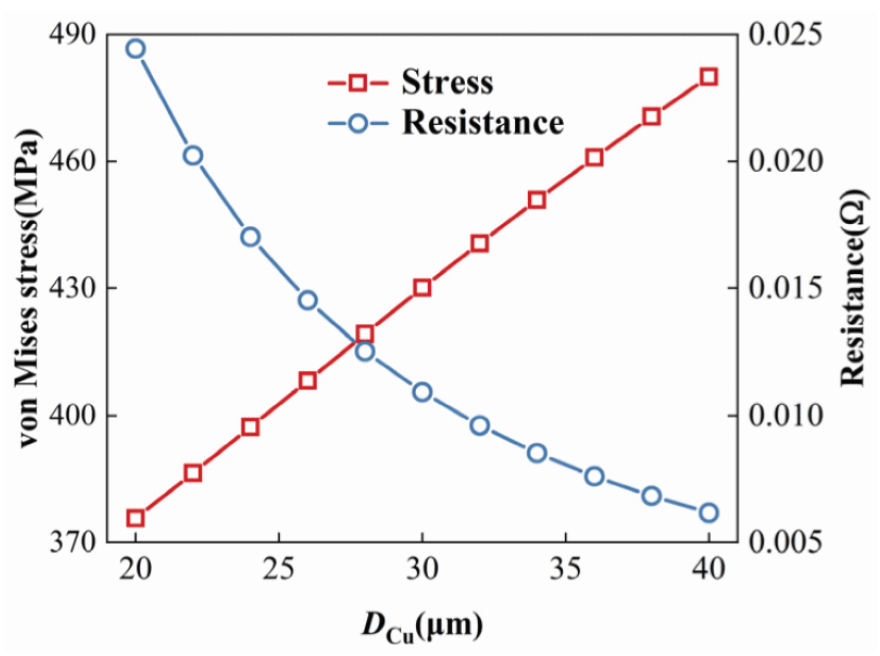 490
460
430
400
370
von Mises stress(MPa)
Stress
Resistance
0.025
0.020
0.015
0.010
0.005
Resistance(Ω)
20 25 30 35 40
D_Cu(μm)